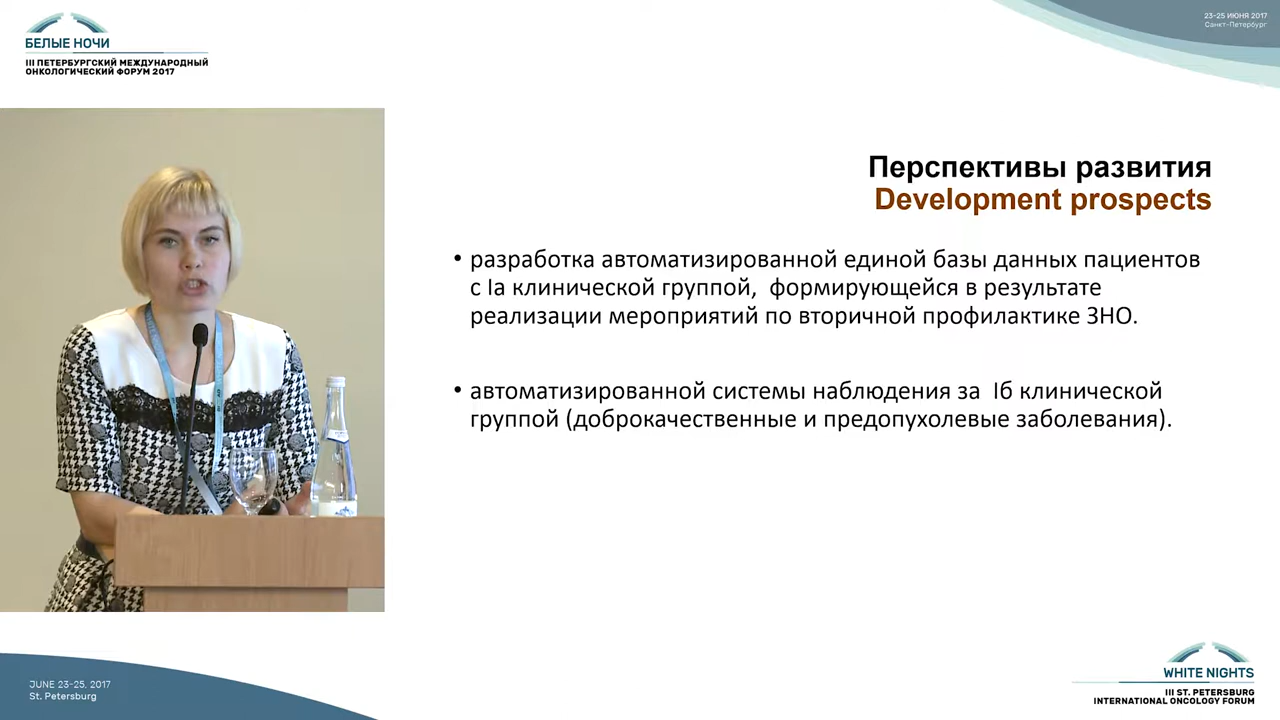 БЕЛЫЕ НОЧИ
III ПЕТЕРБУРГСКИЙ МЕЖДУНАРОДНЫЙ
ОНКОЛОГИЧЕСКИЙ ФОРУМ 2017
23-25 ИЮНЯ 2017
Санкт-Петербург
Перспективы развития
Development prospects
• разработка автоматизированной единой базы данных пациентов
с Iа клинической группой, формирующейся в результате
реализации мероприятий по вторичной профилактике ЗНО.
• автоматизированной системы наблюдения за Iб клинической
группой (доброкачественные и предопухолевые заболевания).
JUNE 23-25, 2017
St. Petersburg
WHITE NIGHTS
III ST. PETERSBURG
INTERNATIONAL ONCOLOGY FORUM